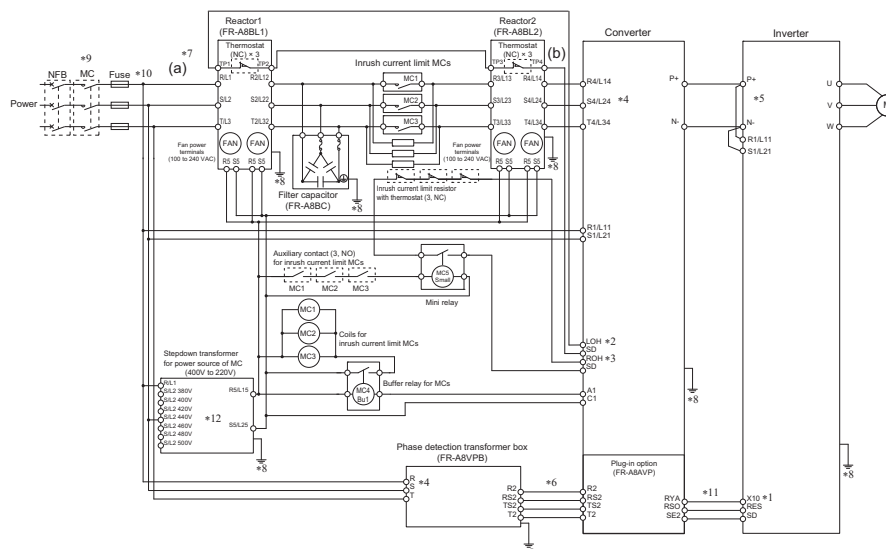 Reactor1
(FR-A8BL1)
Reactor2
(FR-A8BL2)
Converter
Inverter
Thermostat
(NC) × 3
Thermostat
(NC) × 3
*7
*9
NFB
MC
Fuse
*10
(a)
(b)
TP1
TP2
TP3
TP4
Inrush current limit MCs
MC1
MC2
MC3
R/L1
R2/L12
R3/L13
R4/L14
R4/L14
P+
P+
U
S/L2
S2/L22
S3/L23
S4/L24
S4/L24
*4
*5
V
M
Power
T/L3
T2/L32
T3/L33
T4/L34
T4/L34
N-
N-
W
R1/L11
S1/L21
Fan power
terminals
(100 to 240 VAC)
FAN
FAN
R5 S5
R5 S5
*8
Fan power
terminals
(100 to 240 VAC)
FAN
FAN
R5 S5
R5 S5
*8
Filter capacitor
(FR-A8BC)
*8
Inrush current limit resistor
with thermostat (3, NC)
R1/L11
S1/L21
Auxiliary contact (3, NO)
for inrush current limit MCs
MC1
MC2
MC3
MC5
Small
Mini relay
MC1
MC2
MC3
Coils for
inrush current limit MCs
LOH *2
SD
ROH *3
SD
Stepdown transformer
for power source of MC
(400V to 220V)
R/L1
S/L2 380V
S/L2 400V
S/L2 420V
S/L2 440V
S/L2 460V
S/L2 480V
S/L2 500V
R5/L15
*12
S5/L25
*8
MC4
Bu1
Buffer relay for MCs
A1
C1
*8
*8
Phase detection transformer box
(FR-A8VPB)
R
S
T
*4
R2
RS2
TS2
T2
*6
Plug-in option
(FR-A8AVP)
R2
RS2
TS2
T2
RYA
RSO
SE2
*11
X10 *1
RES
SD